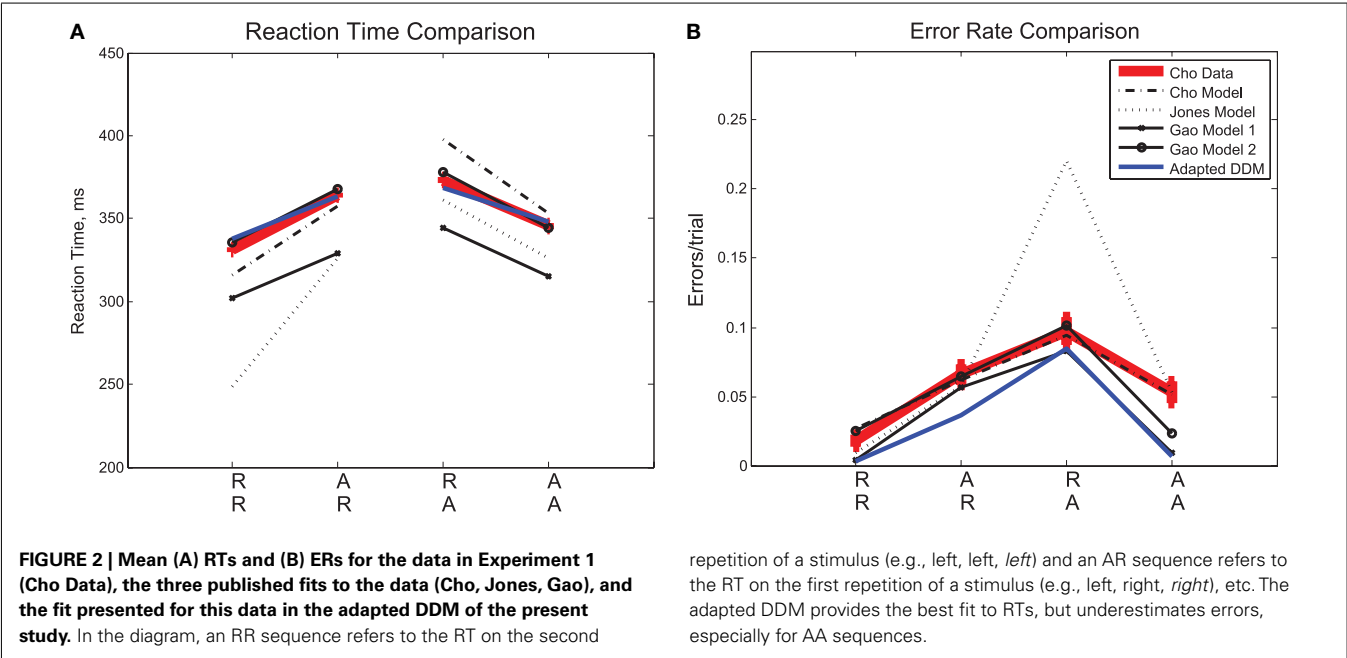 A
Reaction Time Comparison
450
400
350
300
250
200
Reaction Time, ms
R
R
A
R
R
A
A
A
B
Error Rate Comparison
Cho Data
Cho Model
Jones Model
Gao Model 1
Gao Model 2
Adapted DDM
0.25
0.2
0.15
0.1
0.05
0
Errors/trial
R
R
A
R
R
A
A
A
FIGURE 2 | Mean (A) RTs and (B) ERs for the data in Experiment 1
(Cho Data), the three published fits to the data (Cho, Jones, Gao), and
the fit presented for this data in the adapted DDM of the present
study. In the diagram, an RR sequence refers to the RT on the second
repetition of a stimulus (e.g., left, left, left) and an AR sequence refers to
the RT on the first repetition of a stimulus (e.g., left, right, right), etc. The
adapted DDM provides the best fit to RTs, but underestimates errors,
especially for AA sequences.